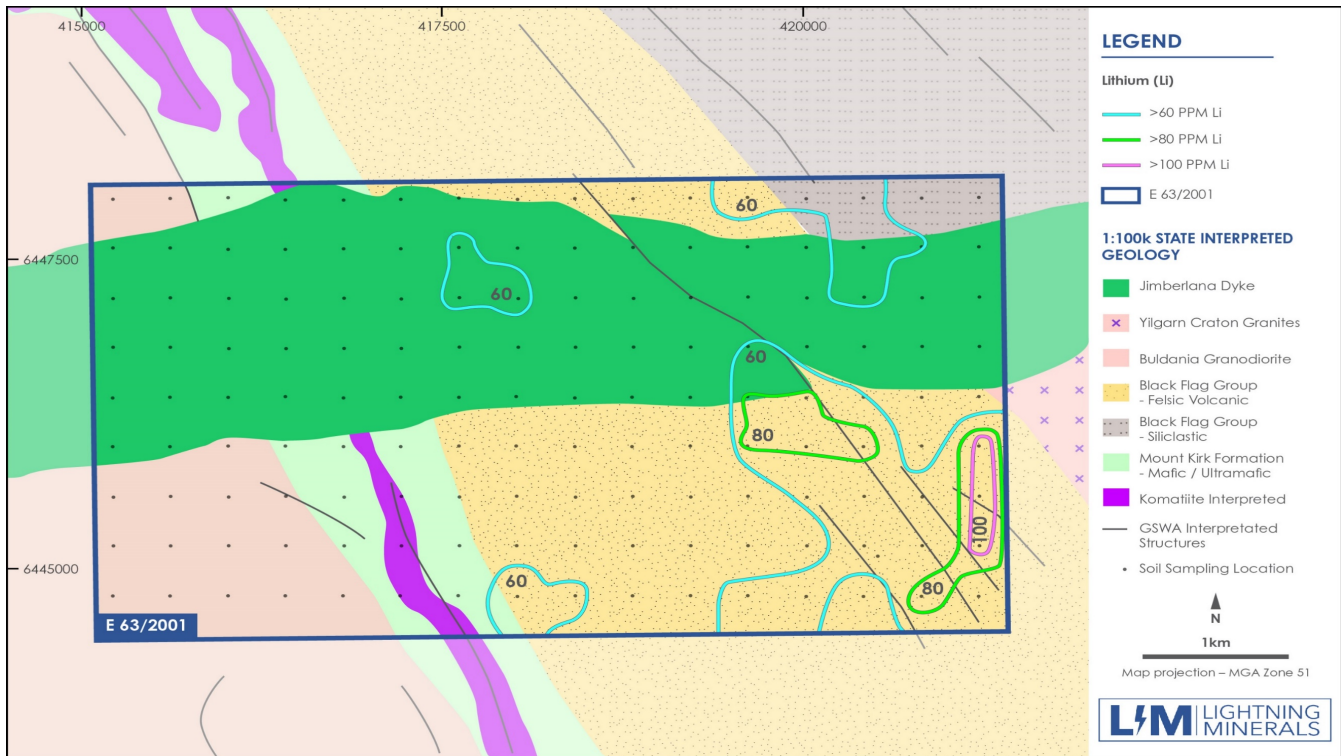 415000
417500
420000
6447500
6445000
60
60
60
80
60
80
100
E 63/2001
LEGEND
Lithium (Li)
>60 PPM Li
>80 PPM Li
>100 PPM Li
E 63/2001
1:100k STATE INTERPRETED
GEOLOGY
Jimberlana Dyke
Yilgarn Craton Granites
Buldania Granodiorite
Black Flag Group
- Felsic Volcanic
Black Flag Group
- Siliclastic
Mount Kirk Formation
- Mafic / Ultramafic
Komatiite Interpreted
GSWA Interpretated
Structures
Soil Sampling Location
N
1km
Map projection – MGA Zone 51
LM LIGHTNING
MINERALS